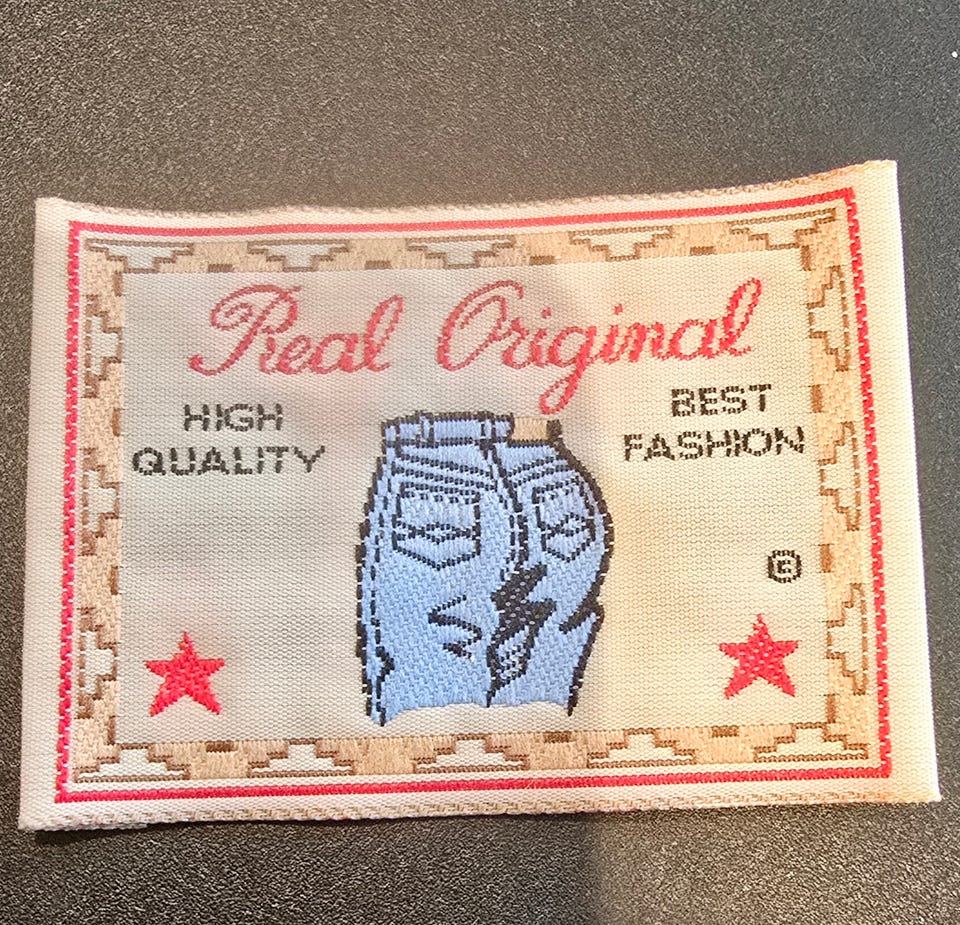 Real Original
HIGH
QUALITY
BEST
FASHION
©